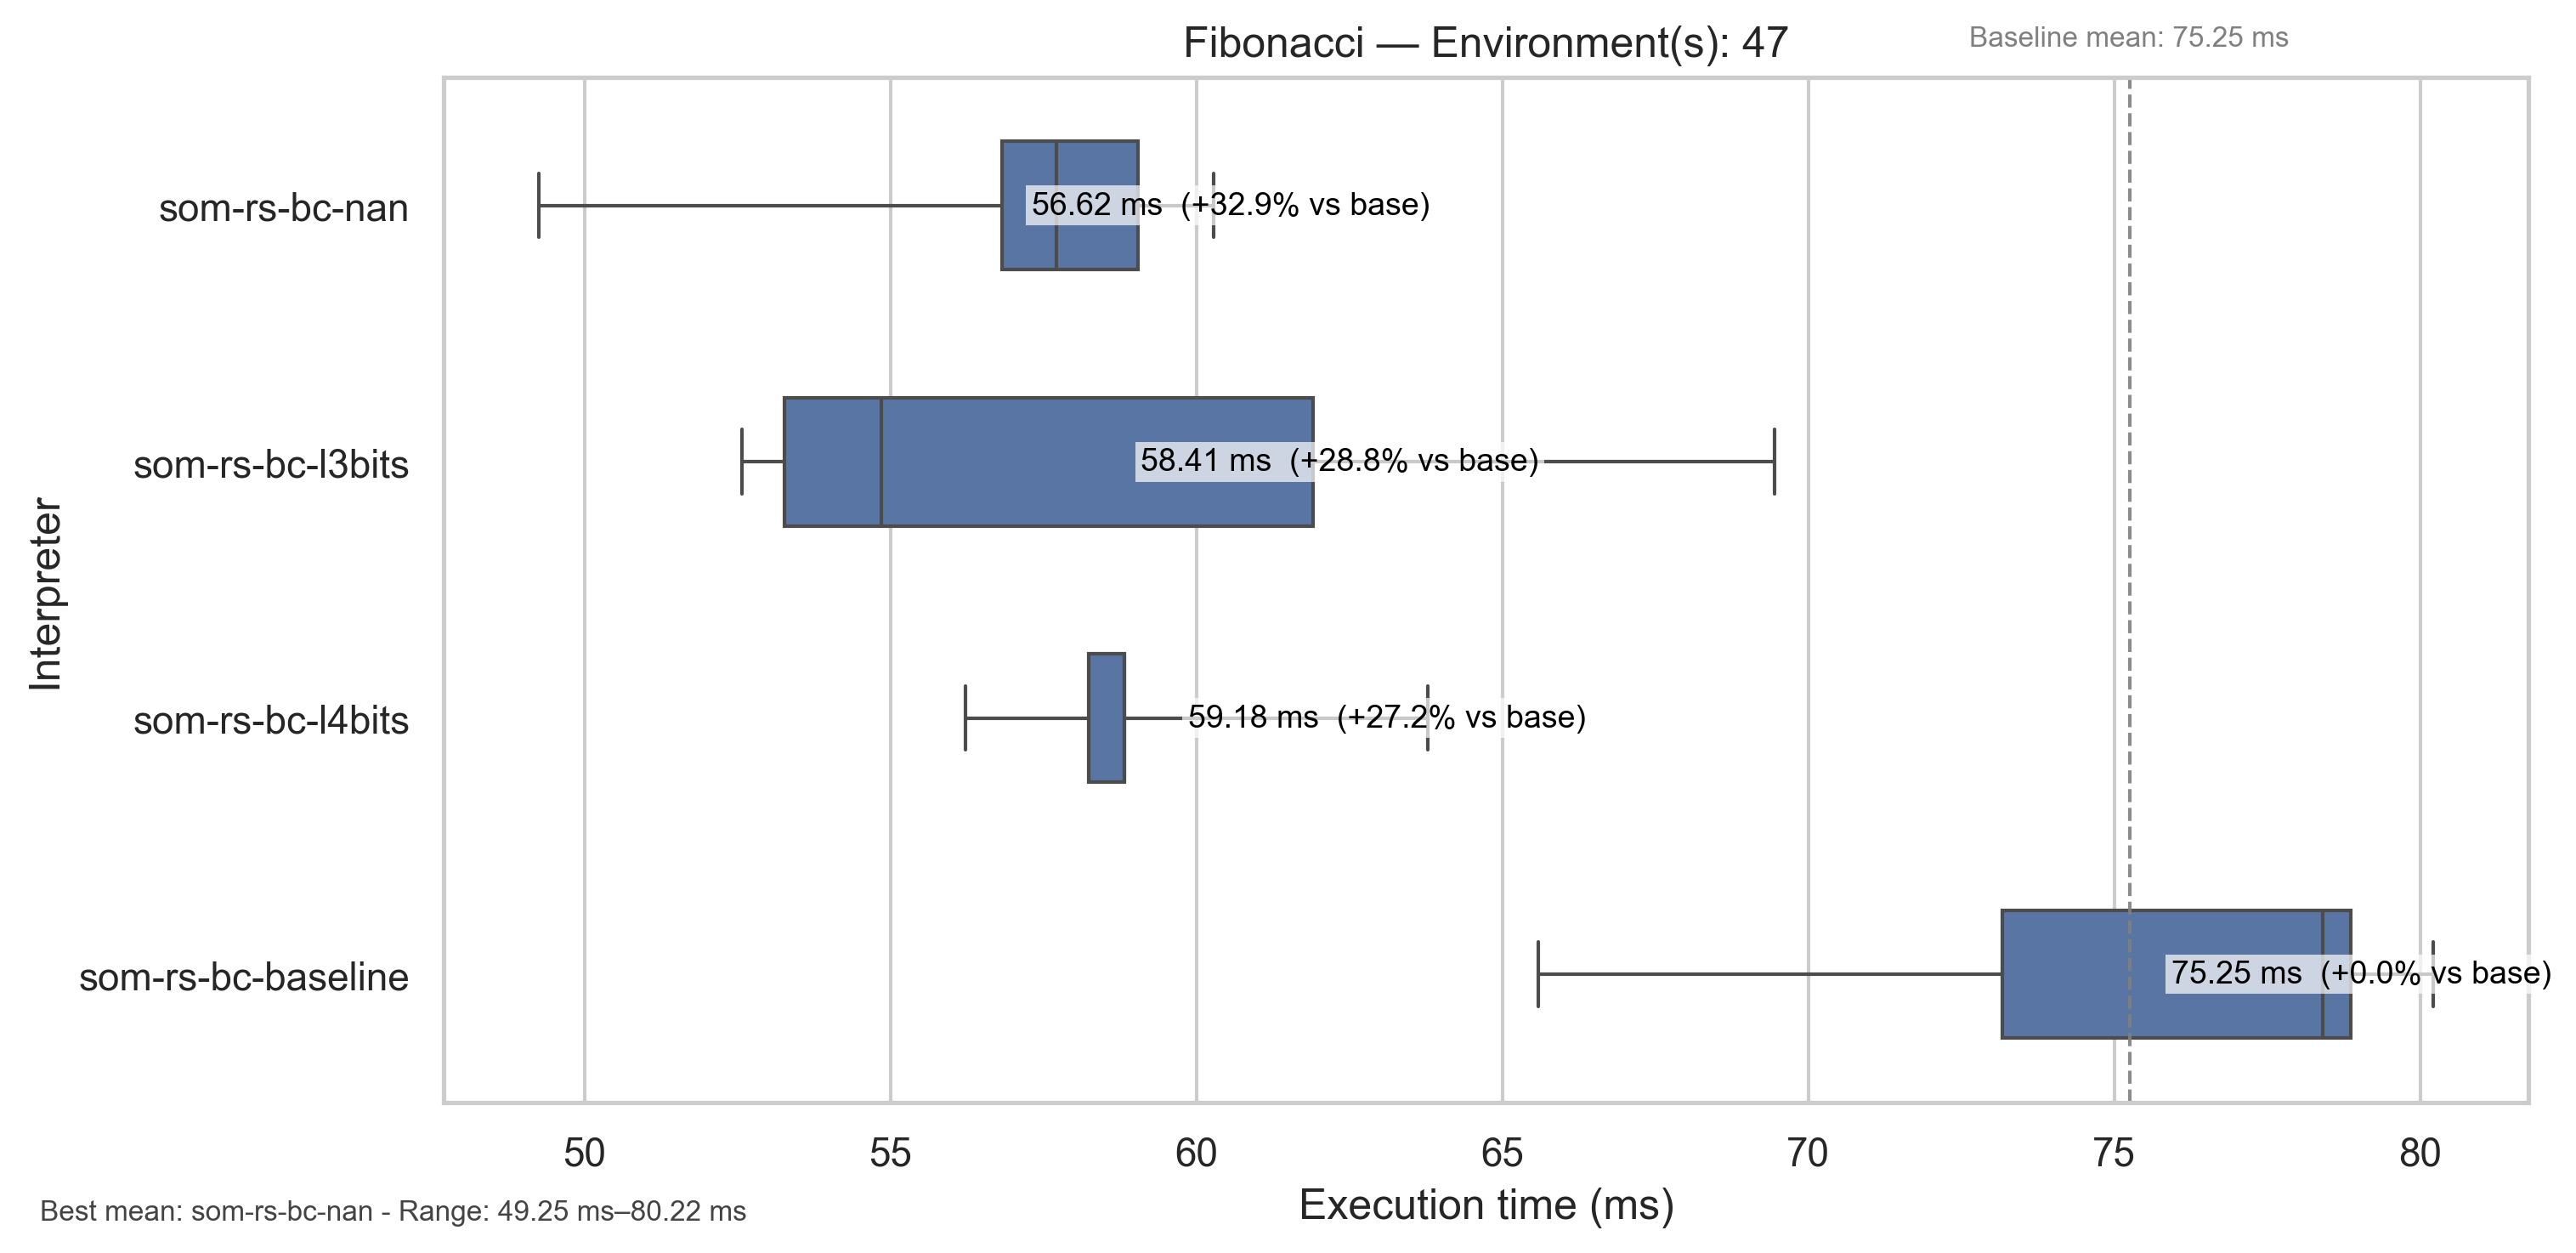 Fibonacci — Environment(s): 47
Baseline mean: 75.25 ms
Interpreter
som-rs-bc-nan
56.62 ms (+32.9% vs base)
som-rs-bc-l3bits
58.41 ms (+28.8% vs base)
som-rs-bc-l4bits
59.18 ms (+27.2% vs base)
som-rs-bc-baseline
75.25 ms (+0.0% vs base)
50 55 60 65 70 75 80
Execution time (ms)
Best mean: som-rs-bc-nan - Range: 49.25 ms–80.22 ms